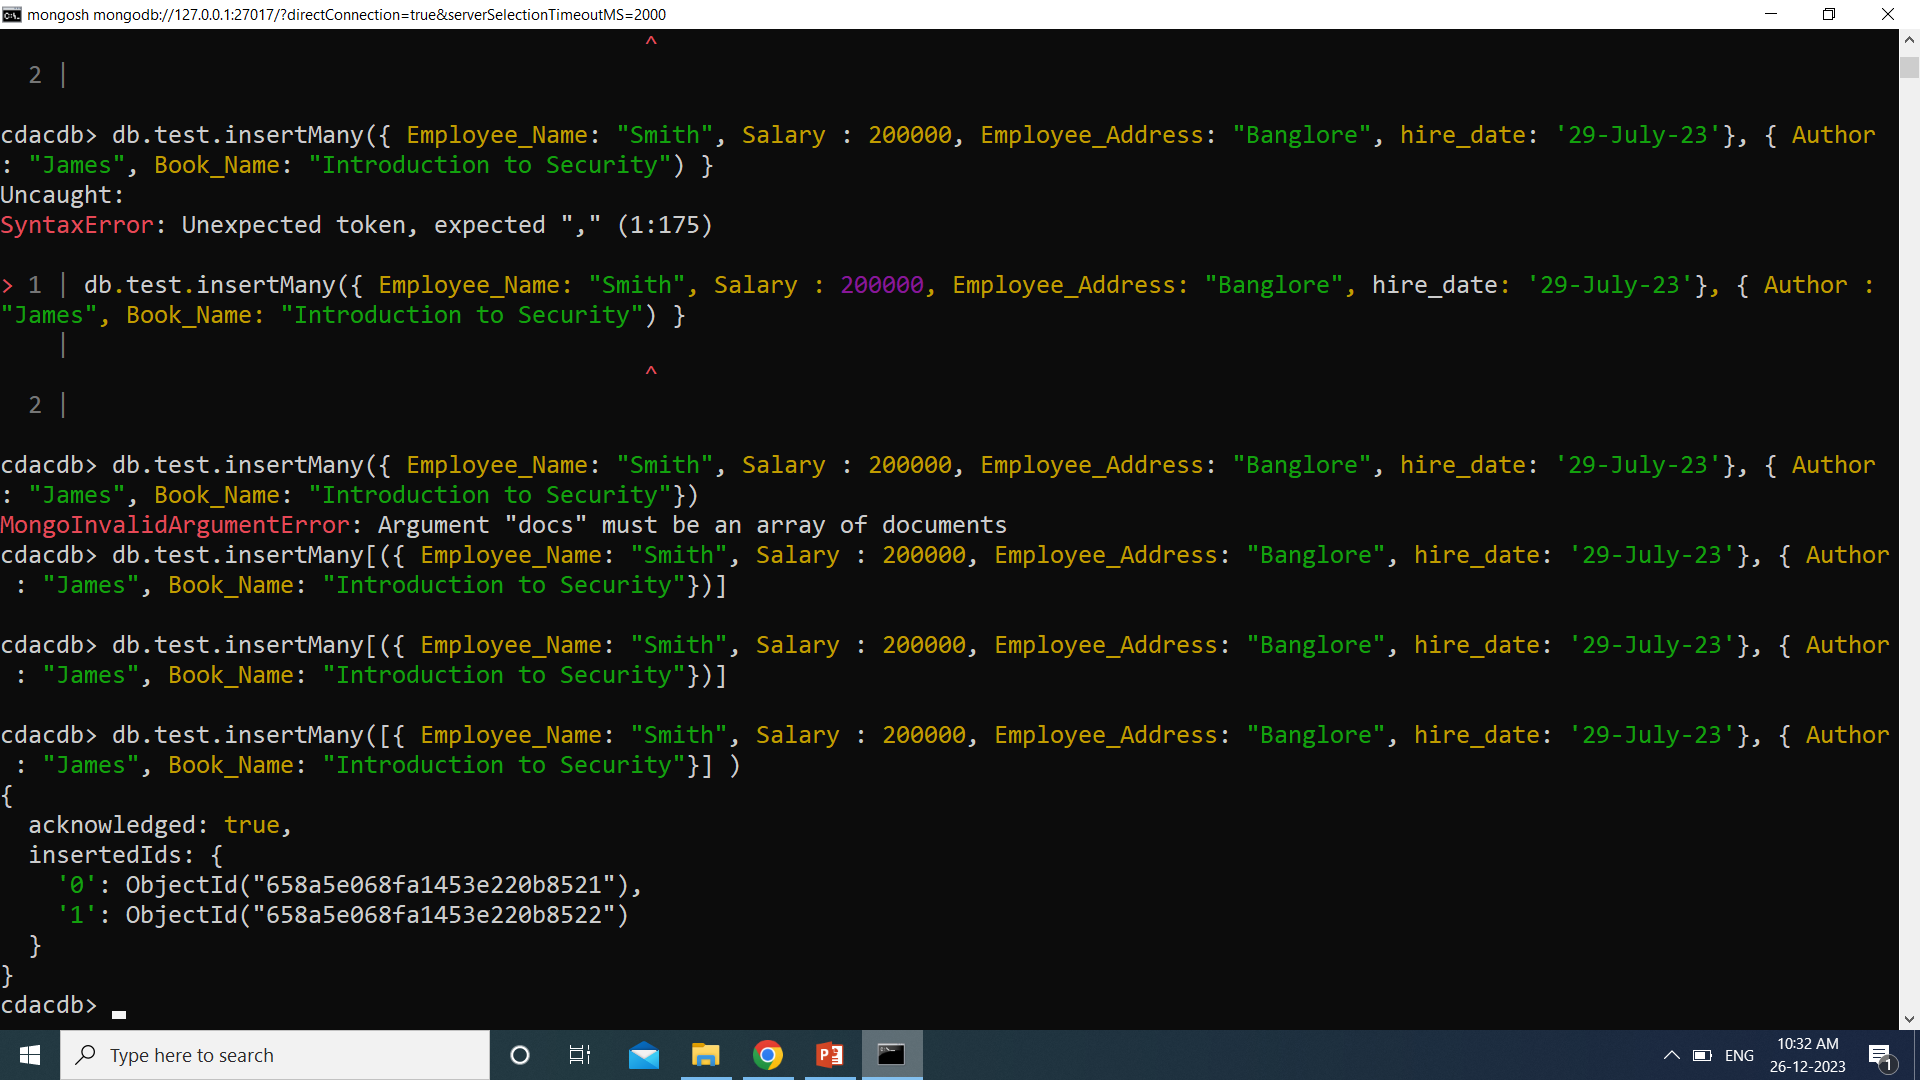 mongosh mongodb://127.0.0.1:27017/?directConnection=true&serverSelectionTimeoutMS=2000
^
2 |
cdacdb> db.test.insertMany({ Employee_Name: "Smith", Salary : 200000, Employee_Address: "Banglore", hire_date: '29-July-23'}, { Author
: "James", Book_Name: "Introduction to Security") }
Uncaught:
SyntaxError: Unexpected token, expected "," (1:175)
> 1 | db.test.insertMany({ Employee_Name: "Smith", Salary : 200000, Employee_Address: "Banglore", hire_date: '29-July-23'}, { Author :
"James", Book_Name: "Introduction to Security") }
|
^
2 |
cdacdb> db.test.insertMany({ Employee_Name: "Smith", Salary : 200000, Employee_Address: "Banglore", hire_date: '29-July-23'}, { Author
: "James", Book_Name: "Introduction to Security"})
MongoInvalidArgumentError: Argument "docs" must be an array of documents
cdacdb> db.test.insertMany[({ Employee_Name: "Smith", Salary : 200000, Employee_Address: "Banglore", hire_date: '29-July-23'}, { Author
: "James", Book_Name: "Introduction to Security"})]
cdacdb> db.test.insertMany[({ Employee_Name: "Smith", Salary : 200000, Employee_Address: "Banglore", hire_date: '29-July-23'}, { Author
: "James", Book_Name: "Introduction to Security"})]
cdacdb> db.test.insertMany([{ Employee_Name: "Smith", Salary : 200000, Employee_Address: "Banglore", hire_date: '29-July-23'}, { Author
: "James", Book_Name: "Introduction to Security"}] )
{
acknowledged: true,
insertedIds: {
'0': ObjectId("658a5e068fa1453e220b8521"),
'1': ObjectId("658a5e068fa1453e220b8522")
}
}
cdacdb>
Type here to search
ENG
10:32 AM
26-12-2023
1